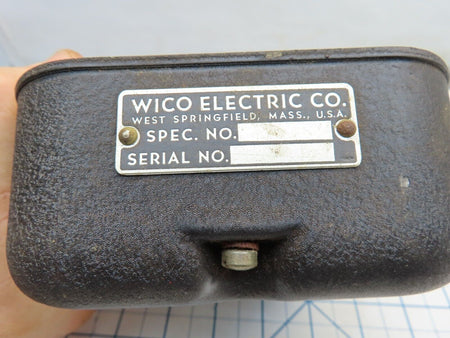 WICO ELECTRIC CO.
WEST SPRINGFIELD, MASS., U.S.A.
SPEC. NO.
SERIAL NO.